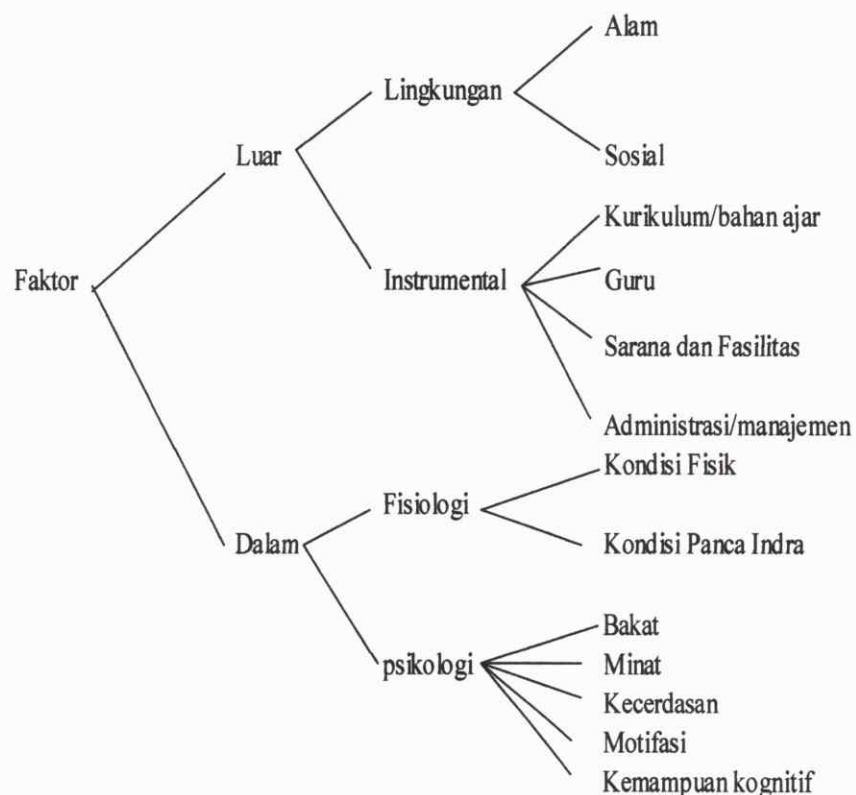 Alam
Lingkungan
Luar
Sosial
Kurikulum/bahan ajar
Faktor
Instrumental
Guru
Sarana dan Fasilitas
Administrasi/manajemen
Kondisi Fisik
Fisiologi
Dalam
Kondisi Panca Indra
Bakat
psikologi
Minat
Kecerdasan
Motifasi
Kemampuan kognitif